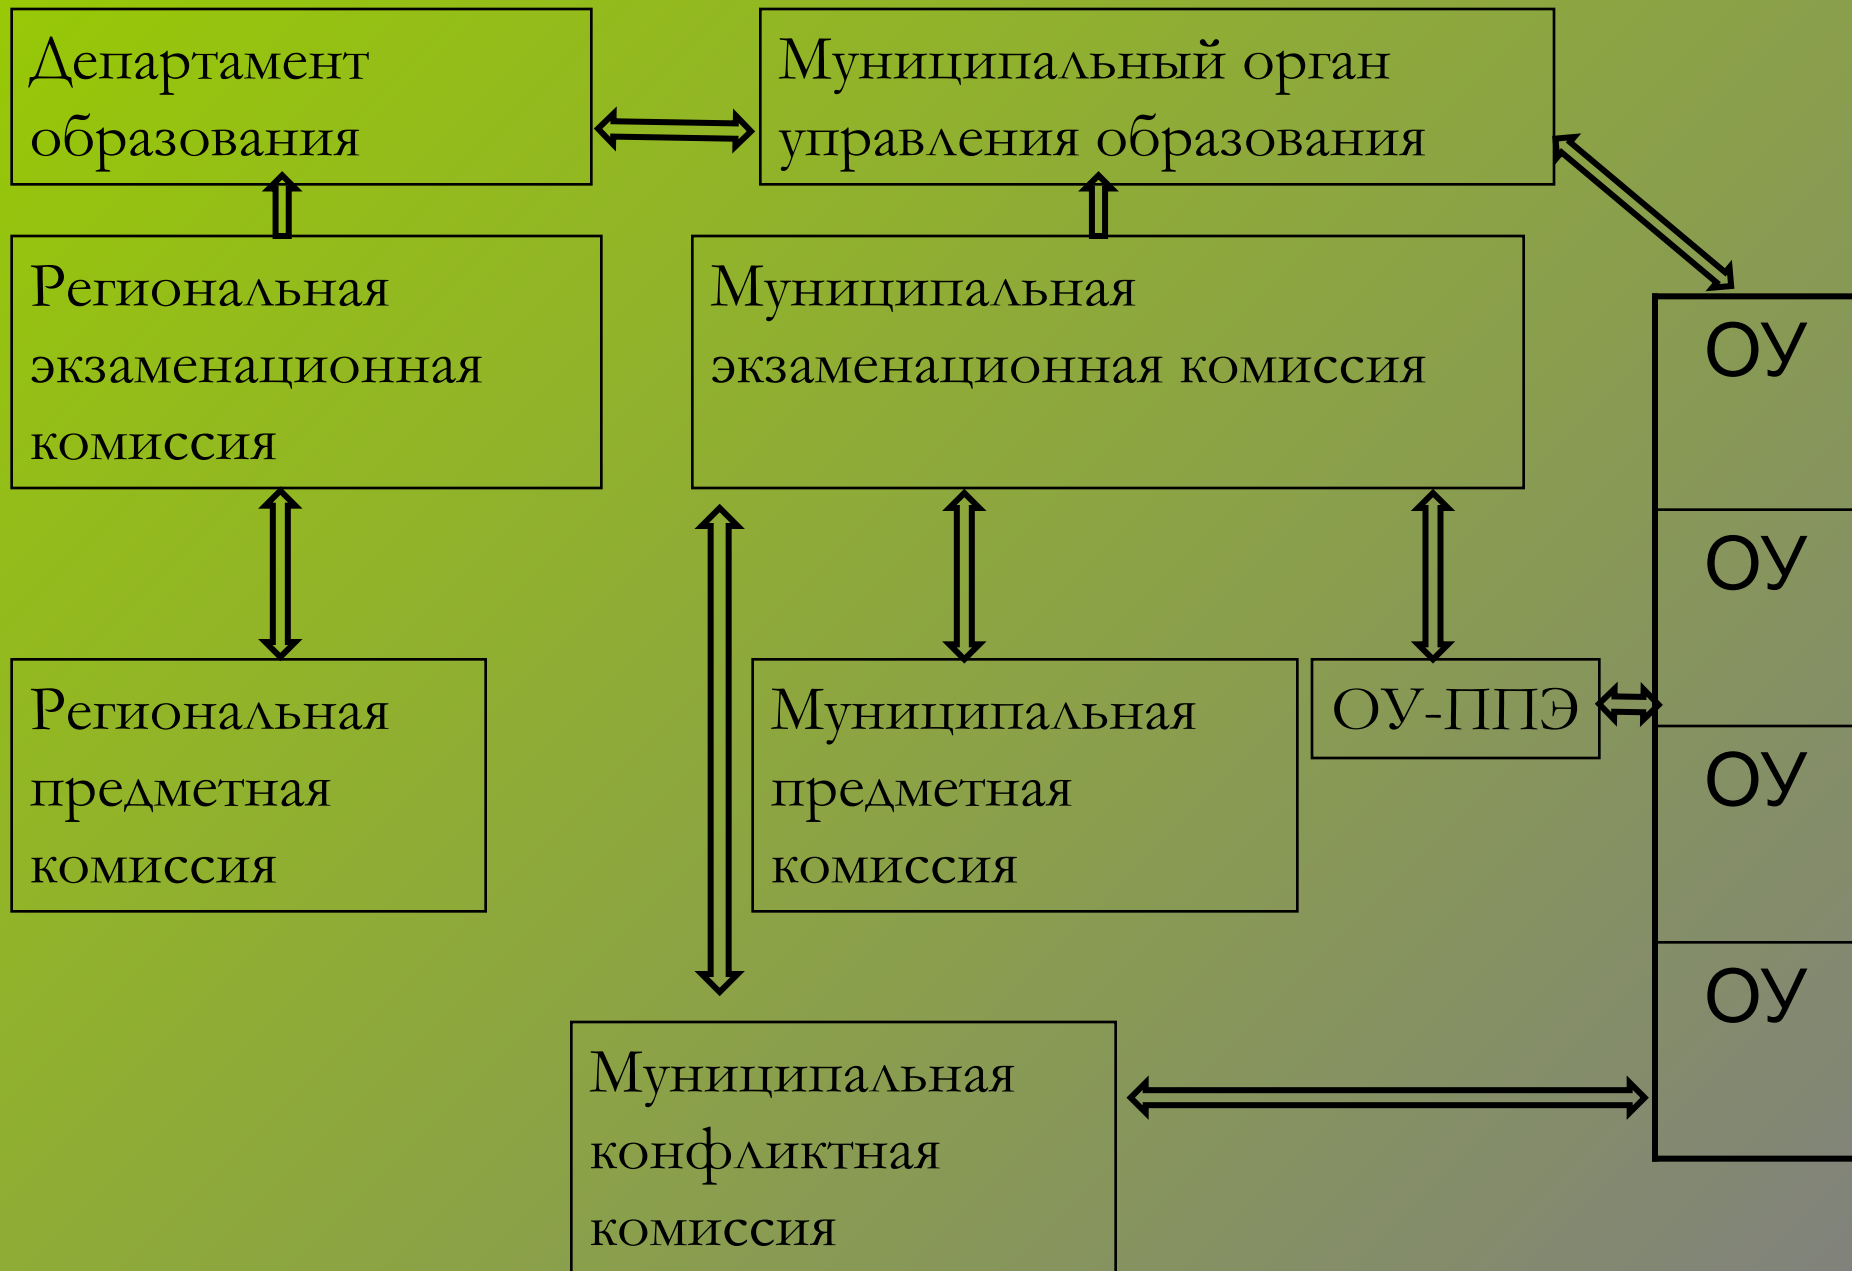 Департамент
образования
Муниципальный орган
управления образования
Региональная
экзаменационная
комиссия
Муниципальная
экзаменационная комиссия
ОУ
ОУ
Региональная
предметная
комиссия
Муниципальная
предметная
комиссия
ОУ-ППЭ
ОУ
ОУ
Муниципальная
конфликтная
комиссия